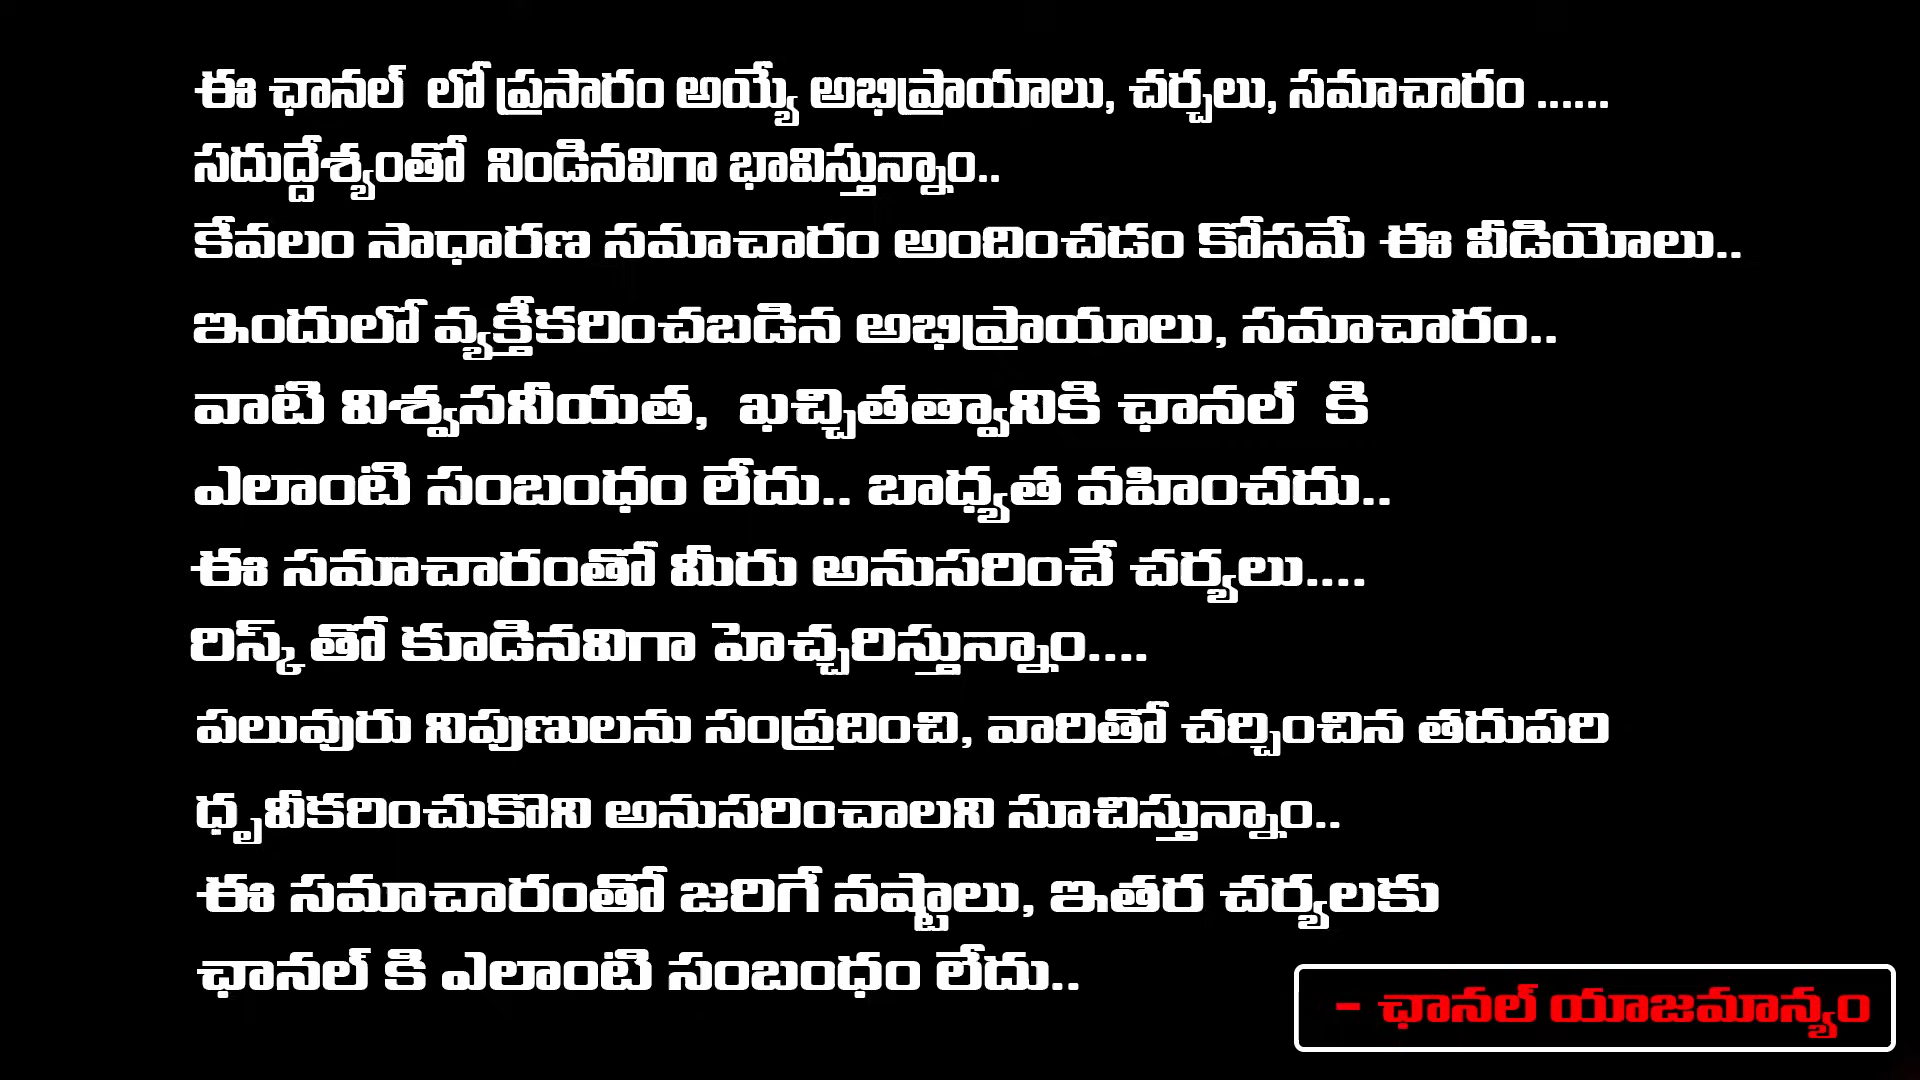 ఈ ఛానల్ లో ప్రసారం అయ్యే అభిప్రాయాలు, చర్చలు, సమాచారం ......
సదుద్దేశ్యంతో నిండినవిగా భావిస్తున్నాం..
కేవలం సాధారణ సమాచారం అందించడం కోసమే ఈ వీడియోలు..
ఇందులో వ్యక్తీకరించబడిన అభిప్రాయాలు, సమాచారం..
వాటి విశ్వసనీయత, ఖచ్చితత్వానికి ఛానల్ కి
ఎలాంటి సంబంధం లేదు.. బాధ్యత వహించదు..
ఈ సమాచారంతో మీరు అనుసరించే చర్యలు....
రిస్క్ తో కూడినవిగా హెచ్చరిస్తున్నాం....
పలువురు నిపుణులను సంప్రదించి, వారితో చర్చించిన తదుపరి
ధృవీకరించుకొని అనుసరించాలని సూచిస్తున్నాం..
ఈ సమాచారంతో జరిగే నష్టాలు, ఇతర చర్యలకు
ఛానల్ కి ఎలాంటి సంబంధం లేదు..
- ఛానల్ యాజమాన్యం